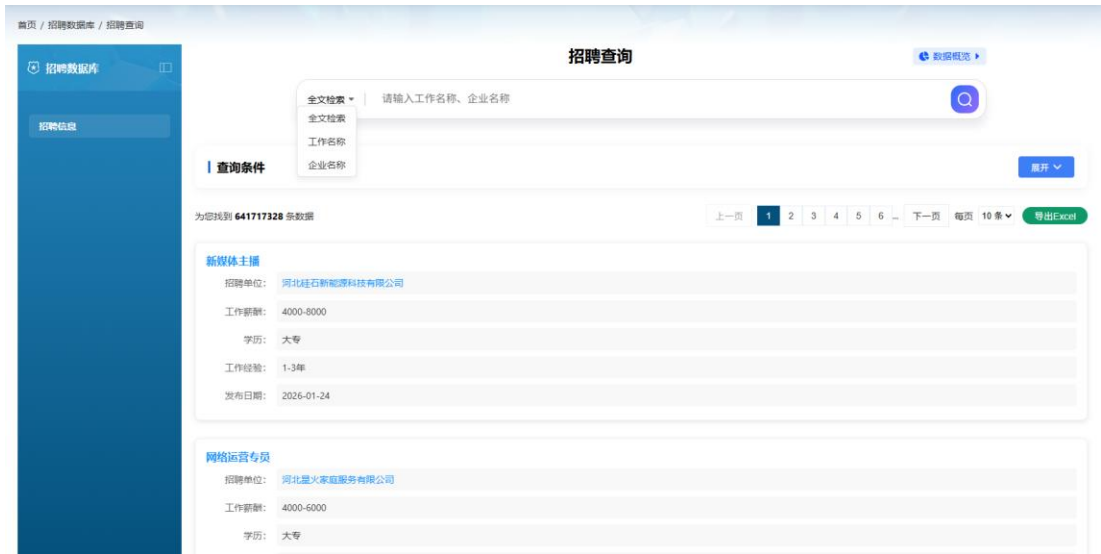 首页 / 招聘数据库 / 招聘查询
招聘数据库
招聘信息
招聘查询
数据概览
全文检索 请输入工作名称、企业名称
全文检索
工作名称
企业名称
查询条件
展开
为您找到 641717328 条数据
上一页 1 2 3 4 5 6 ... 下一页 每页 10 条 导出Excel
新媒体主播
招聘单位: 河北硅石新能源科技有限公司
工作薪酬: 4000-8000
学历: 大专
工作经验: 1-3年
发布日期: 2026-01-24
网络运营专员
招聘单位: 河北星火家庭服务有限公司
工作薪酬: 4000-6000
学历: 大专